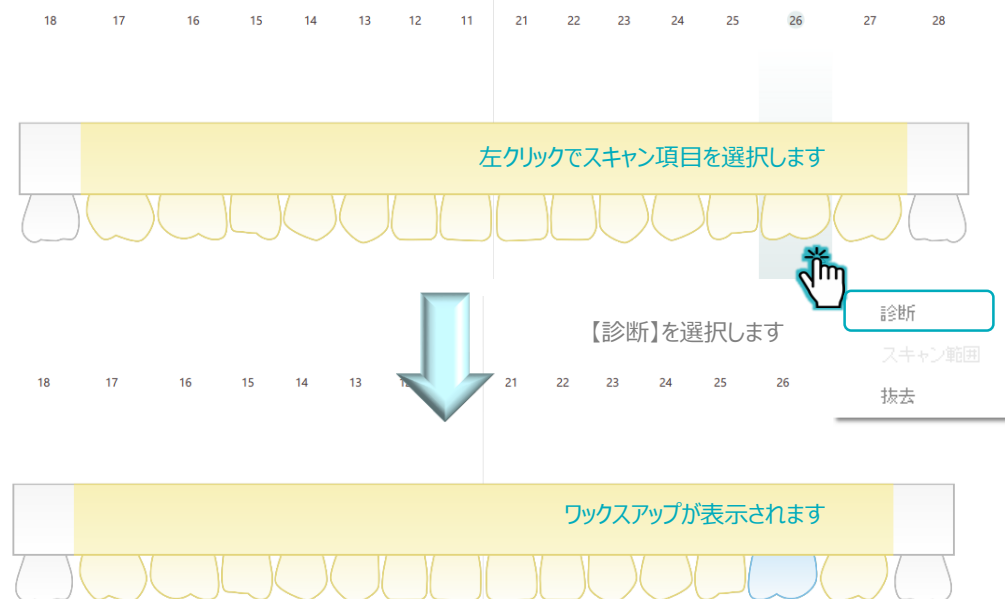 18 17 16 15 14 13 12 11 21 22 23 24 25 26 27 28
左クリックでスキャン項目を選択します
診断
【診断】を選択します
スキャン範囲
18 17 16 15 14 13 21 22 23 24 25 26
抜去
ワックスアップが表示されます